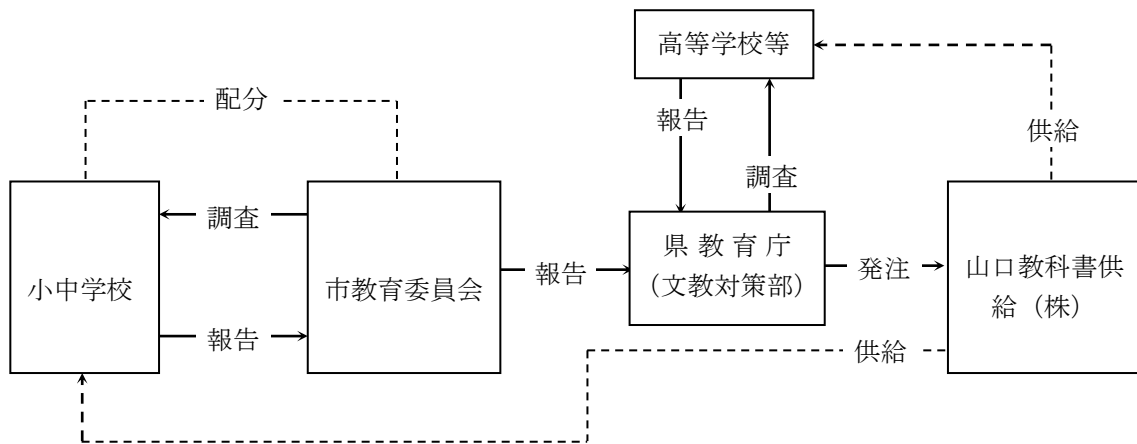 高等学校等
配分
報告
供給
調査
調査
県教育庁
（文教対策部）
小中学校
市教育委員会
報告
発注
山口教科書供
給（株）
報告
供給